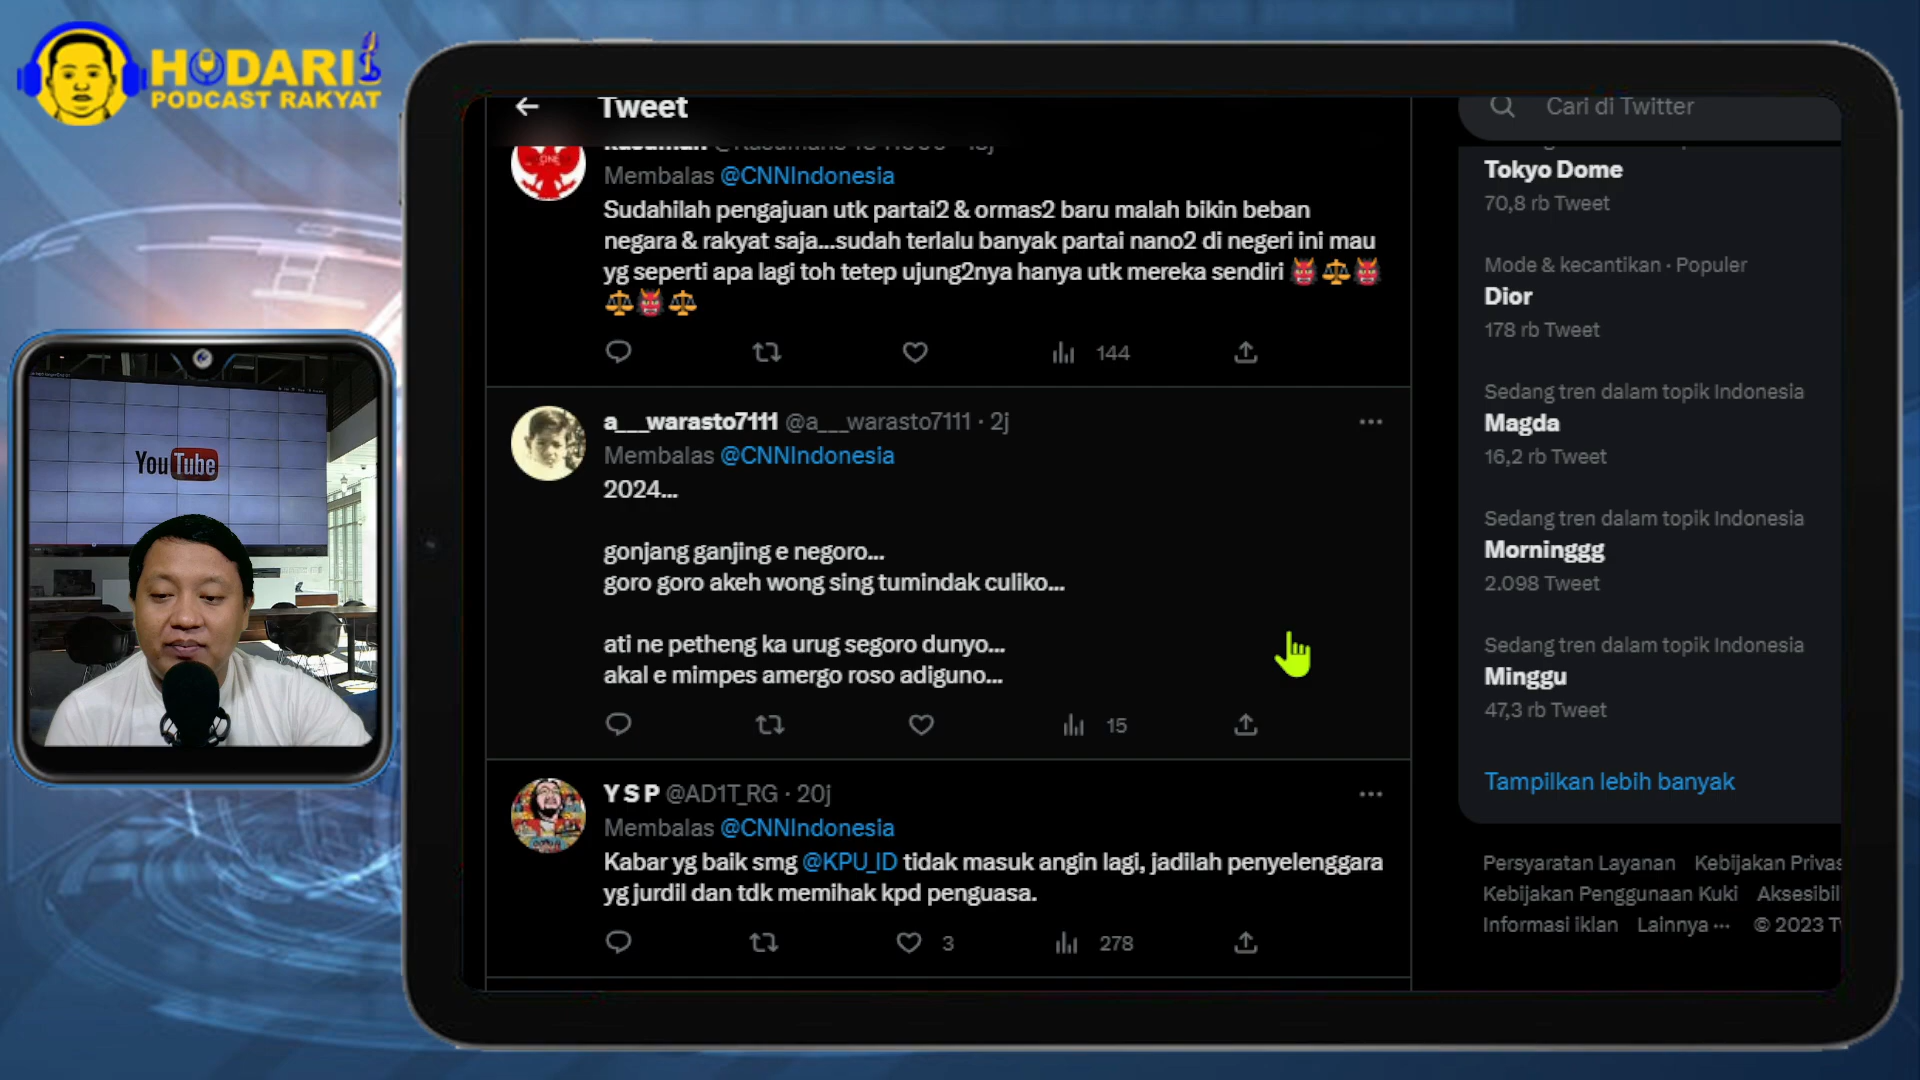 HODARI
PODCAST RAKYAT
YouTube
Tweet
Membalas @CNNIndonesia
Sudahilah pengajuan utk partai2 & ormas2 baru malah bikin beban
negara & rakyat saja...sudah terlalu banyak partai nano2 di negeri ini mau
yg seperti apa lagi toh tetep ujung2nya hanya utk mereka sendiri 👹⚖️👹
⚖️👹⚖️
144
a___warasto7111 @a___warasto7111 · 2j
Membalas @CNNIndonesia
2024...
gonjang ganjing e negoro...
goro goro akeh wong sing tumindak culiko...
ati ne petheng ka urug segoro dunyo...
akal e mimpes amergo roso adiguno...
15
Y S P @AD1T_RG · 20j
Membalas @CNNIndonesia
Kabar yg baik smg @KPU_ID tidak masuk angin lagi, jadilah penyelenggara
yg jurdil dan tdk memihak kpd penguasa.
3
278
Cari di Twitter
Tokyo Dome
70,8 rb Tweet
Mode & kecantikan · Populer
Dior
178 rb Tweet
Sedang tren dalam topik Indonesia
Magda
16,2 rb Tweet
Sedang tren dalam topik Indonesia
Morninggg
2.098 Tweet
Sedang tren dalam topik Indonesia
Minggu
47,3 rb Tweet
Tampilkan lebih banyak
Persyaratan Layanan Kebijakan Privas
Kebijakan Penggunaan Kuki Aksesibil
Informasi iklan Lainnya ··· © 2023 T